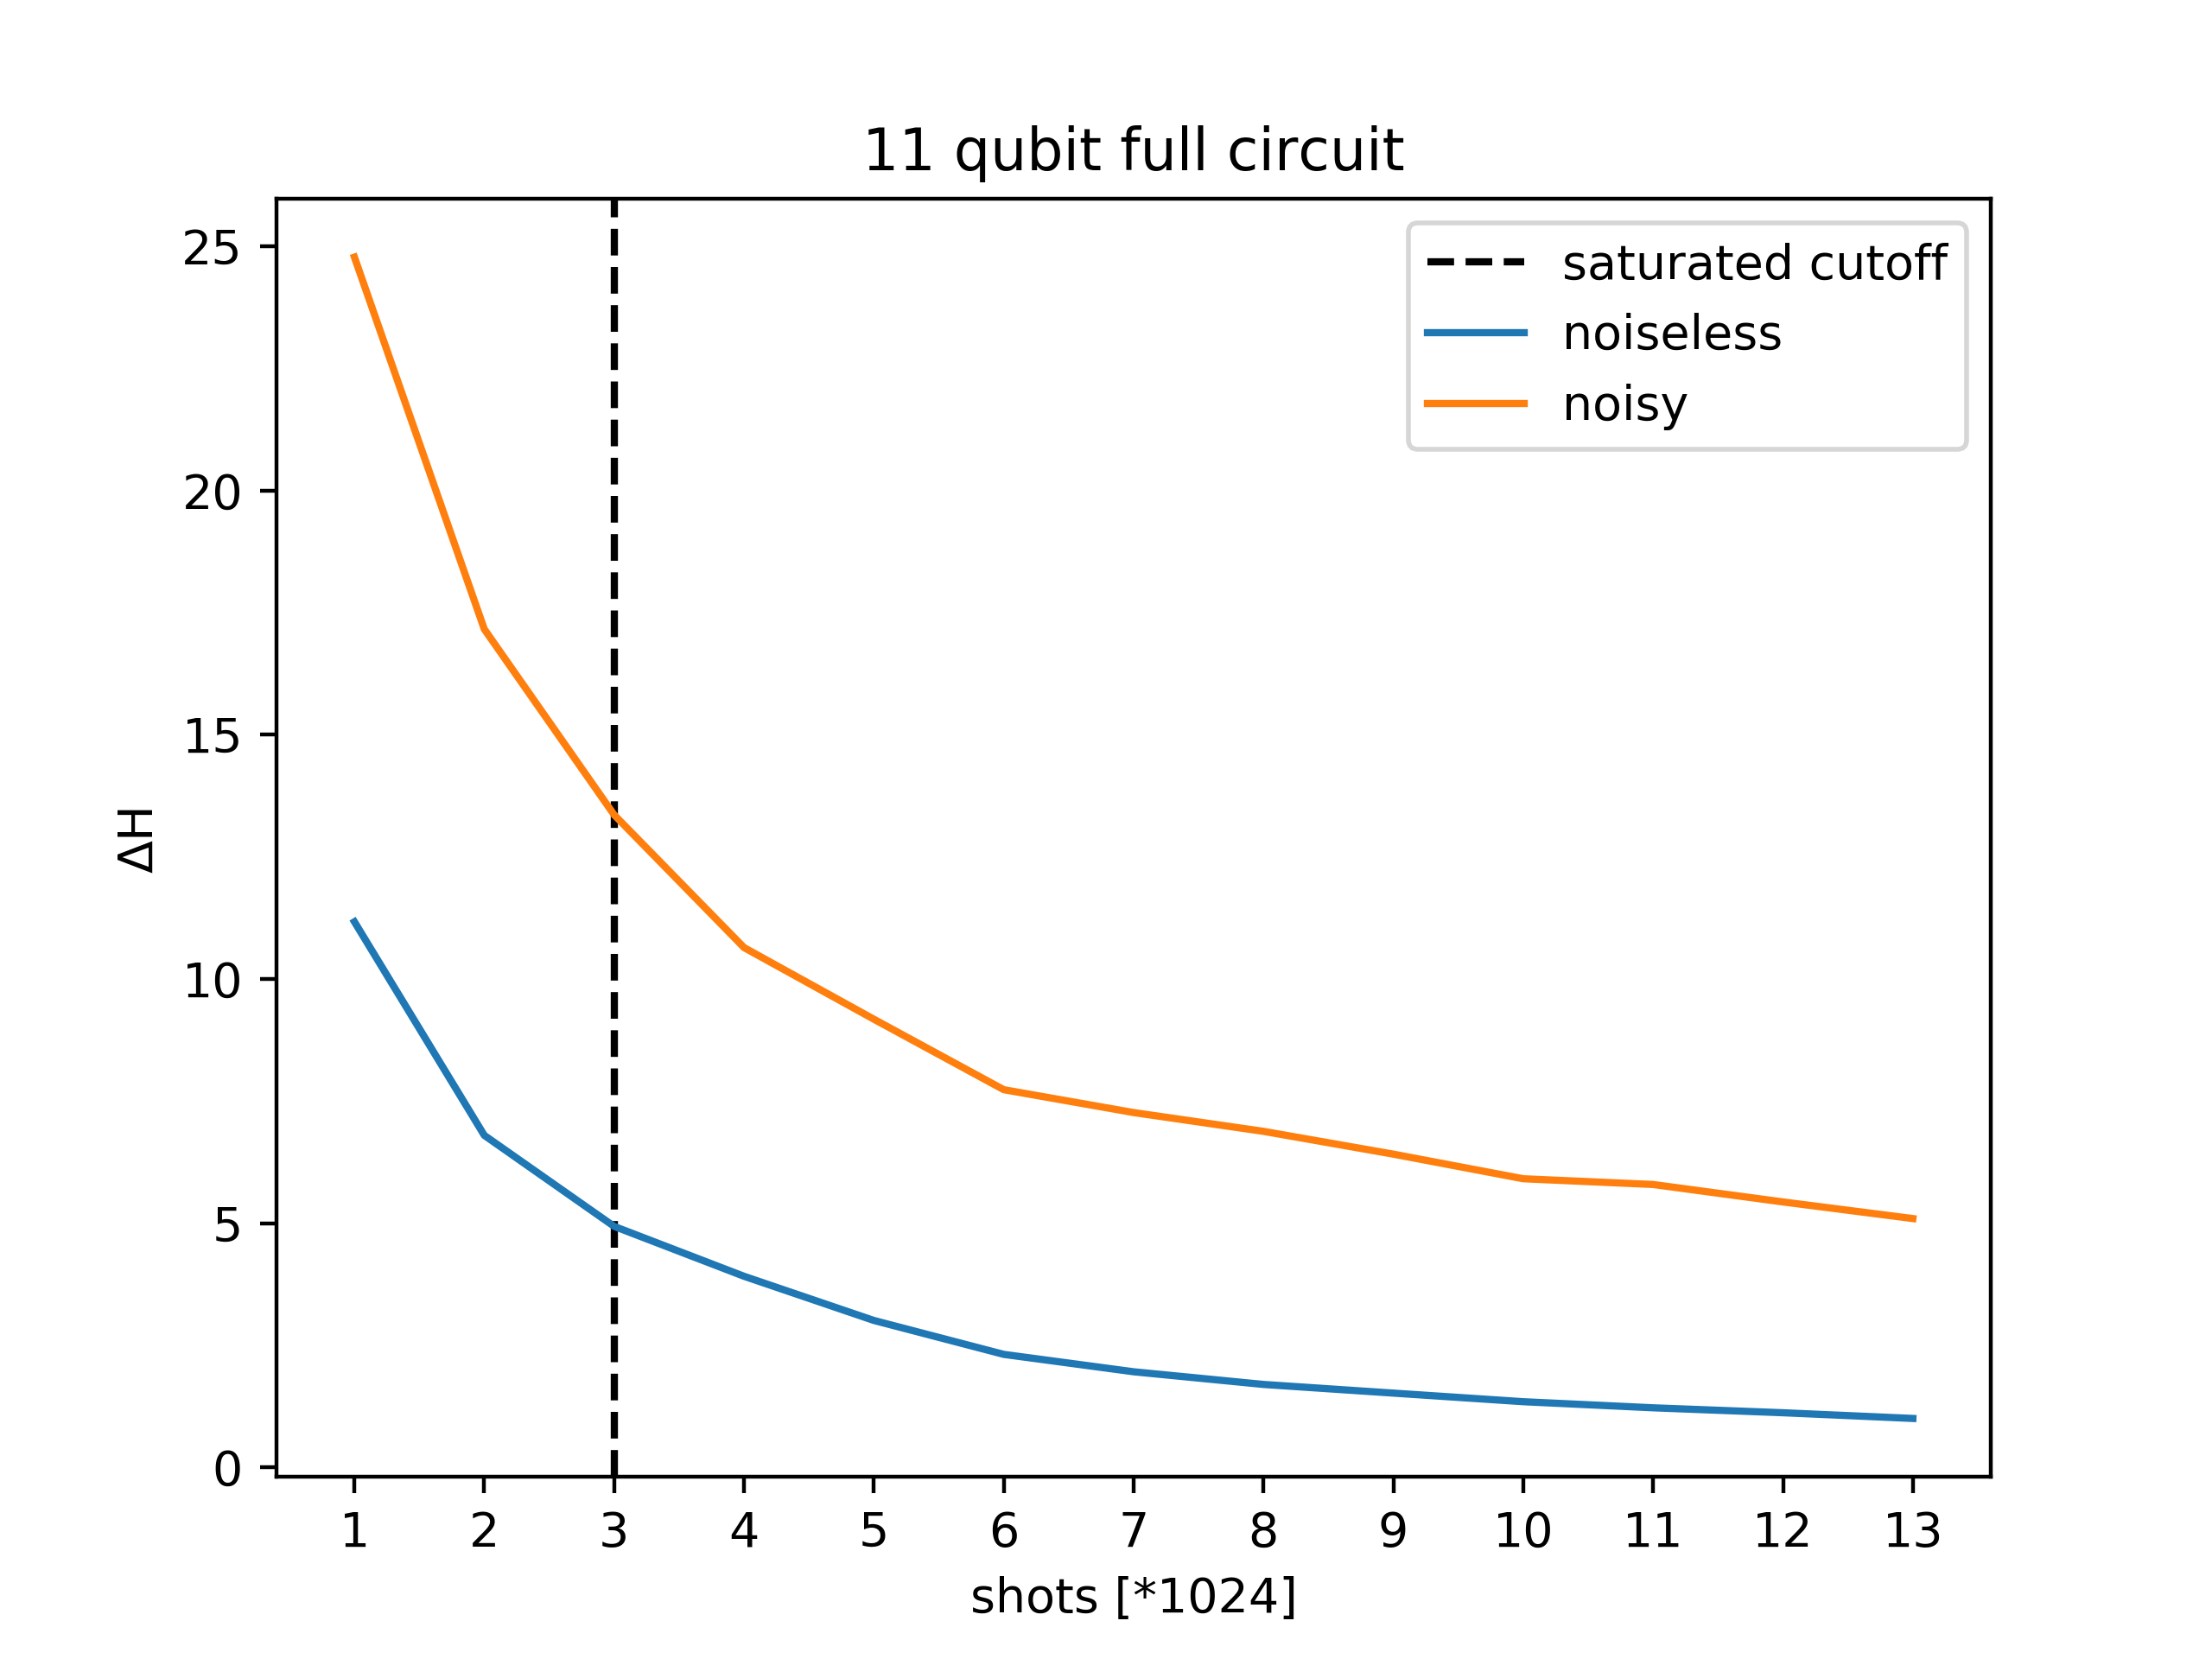 11 qubit full circuit
saturated cutoff
noiseless
noisy
25
20
15
10
5
0
ΔH
1 2 3 4 5 6 7 8 9 10 11 12 13
shots [*1024]